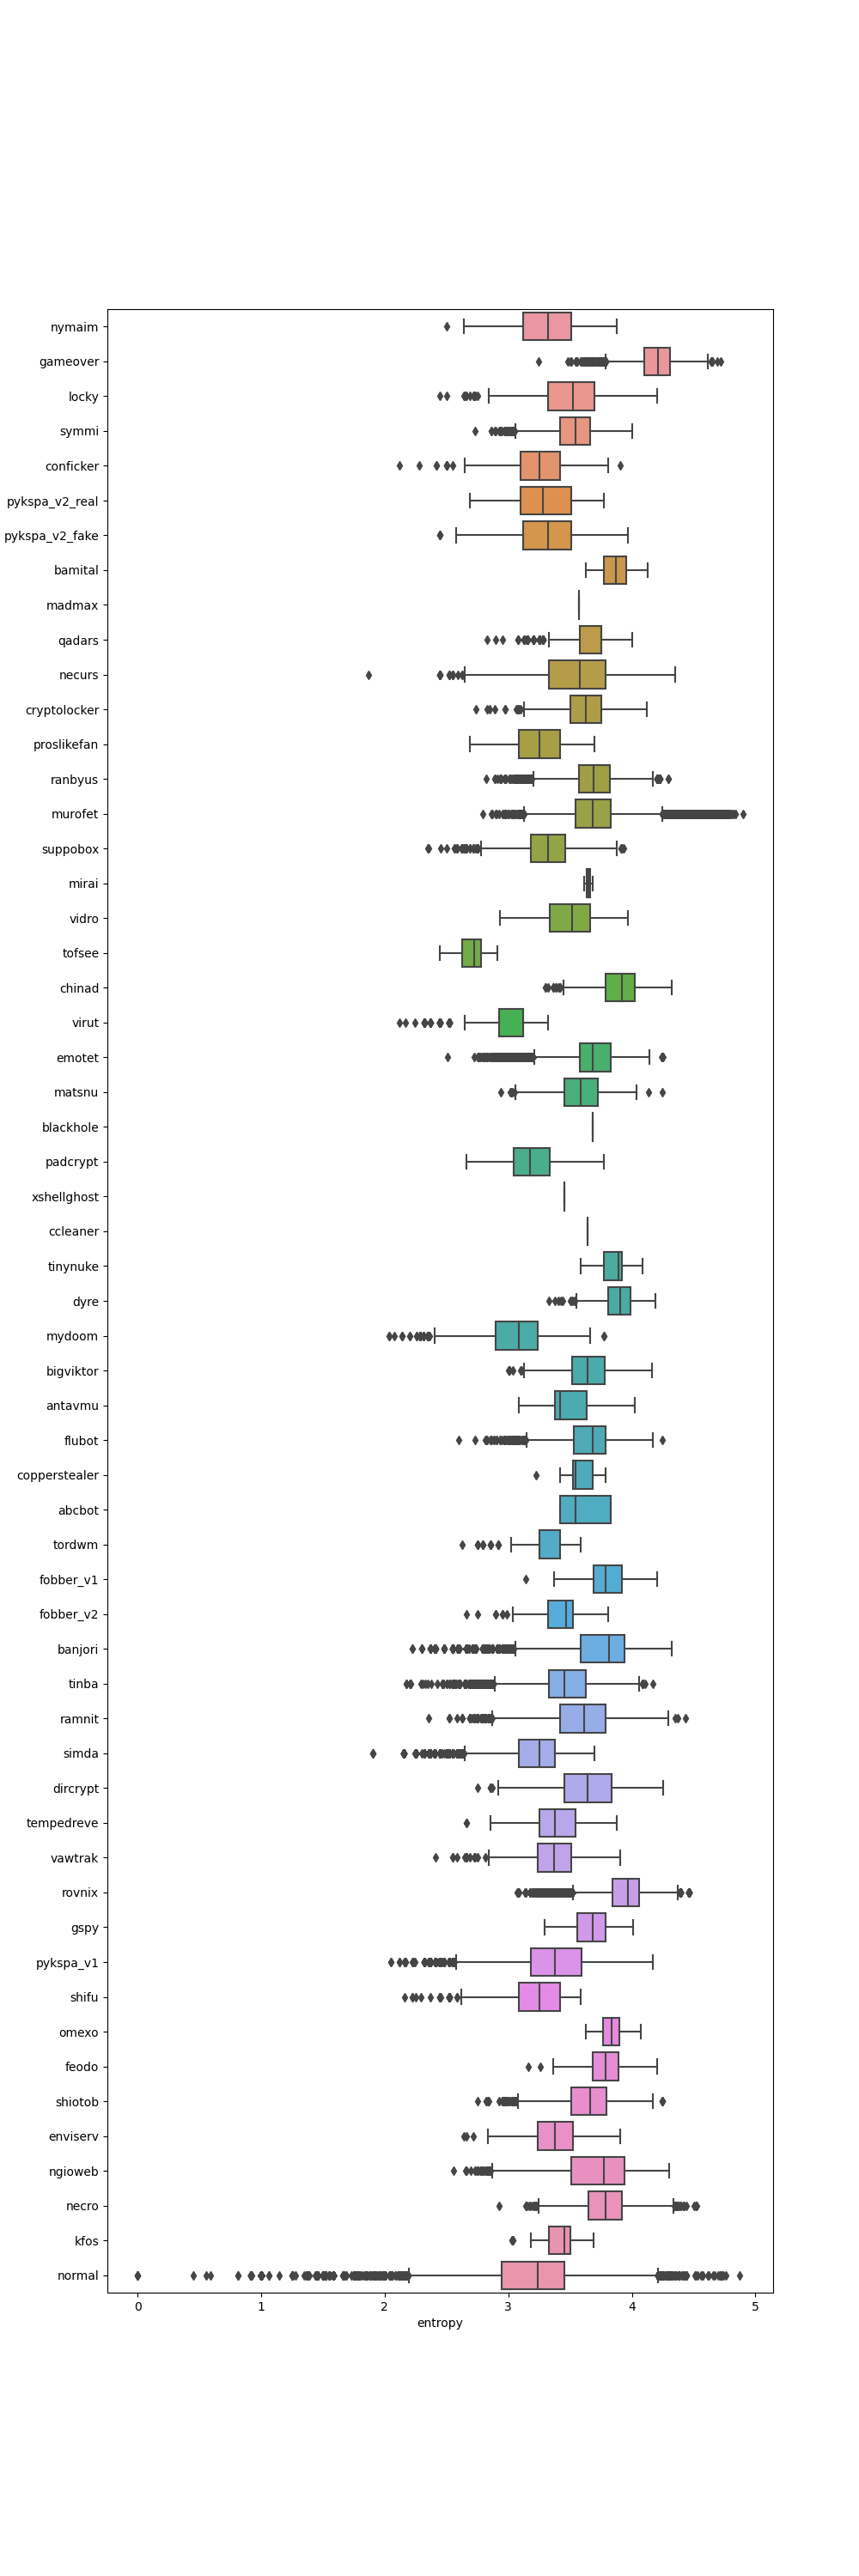 nymaim
gameover
locky
symmi
conficker
pykspa_v2_real
pykspa_v2_fake
bamital
madmax
qadars
necurs
cryptolocker
proslikefan
ranbyus
murofet
suppobox
mirai
vidro
tofsee
chinad
virut
emotet
matsnu
blackhole
padcrypt
xshellghost
ccleaner
tinynuke
dyre
mydoom
bigviktor
antavmu
flubot
copperstealer
abcbot
tordwm
fobber_v1
fobber_v2
banjori
tinba
ramnit
simda
dircrypt
tempedreve
vawtrak
rovnix
gspy
pykspa_v1
shifu
omexo
feodo
shiotob
enviserv
ngioweb
necro
kfos
normal
0 1 2 3 4 5
entropy